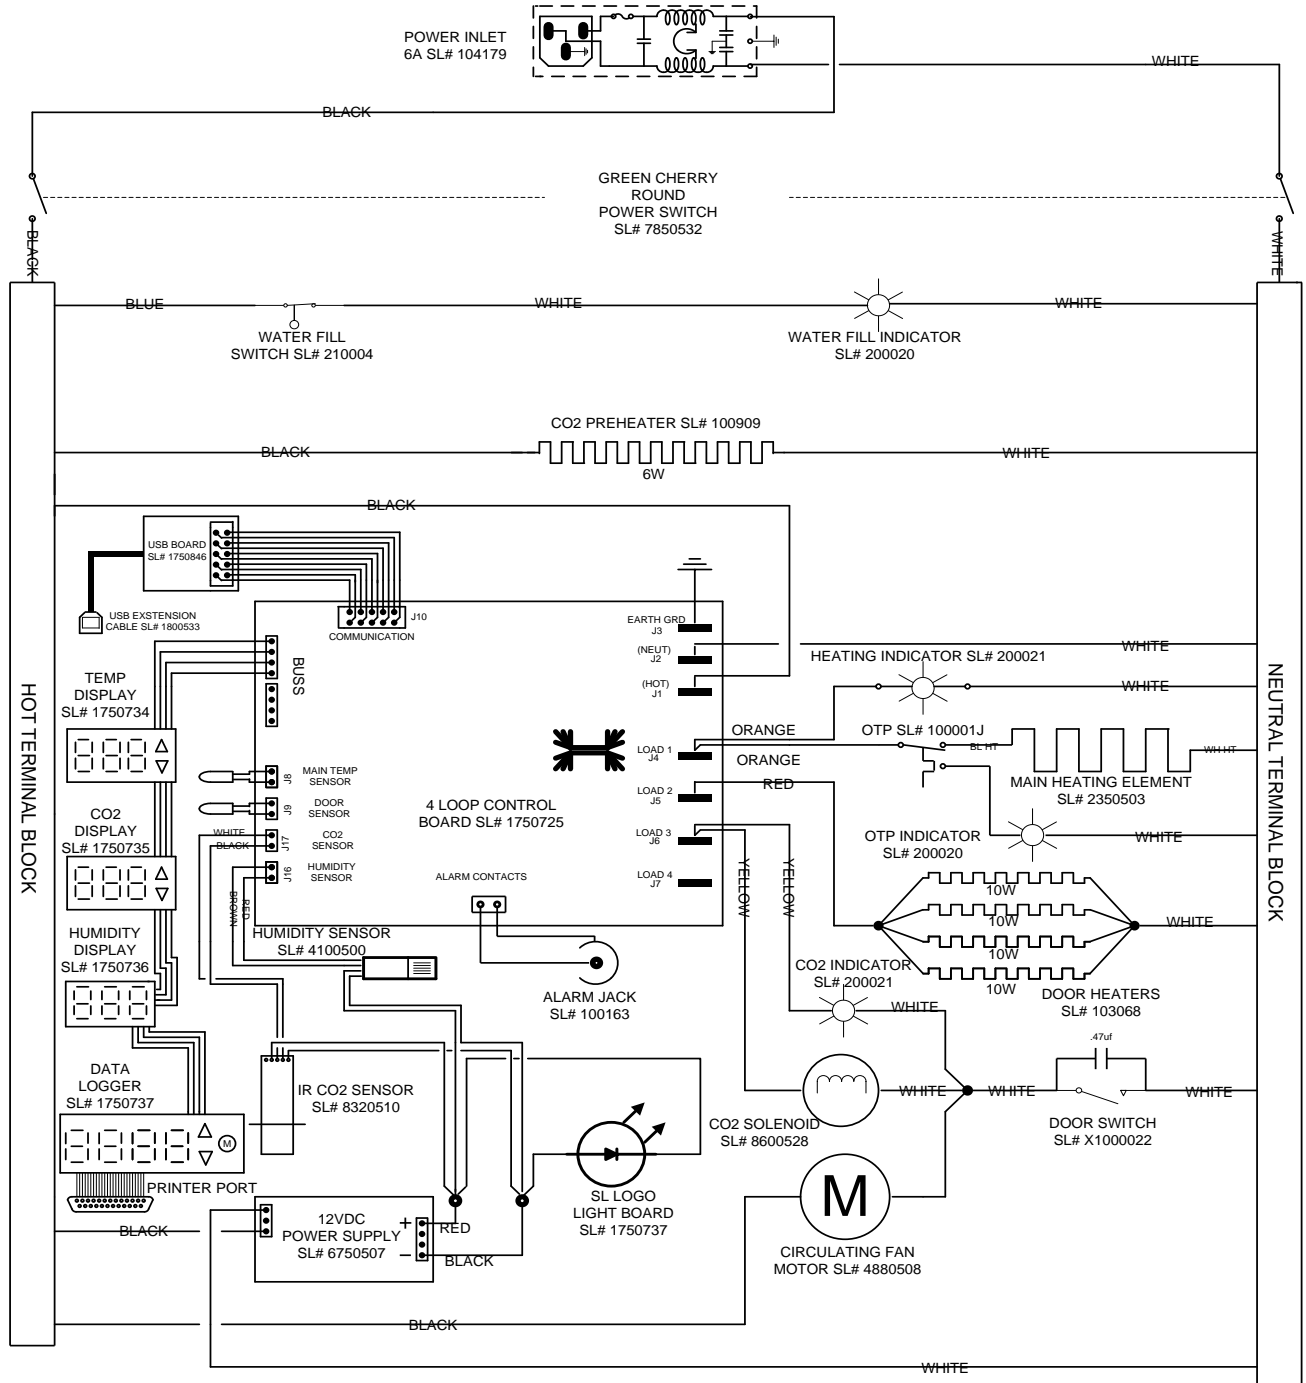 POWER INLET
6A SL# 104179
WHITE
BLACK
GREEN CHERRY
ROUND
POWER SWITCH
SL# 7850532
BLACK
WHITE
BLUE
WHITE
WHITE
WATER FILL
SWITCH SL# 210004
WATER FILL INDICATOR
SL# 200020
CO2 PREHEATER SL# 100909
BLACK
WHITE
6W
BLACK
USB BOARD
SL# 1750846
USB EXSTENSION
CABLE SL# 1800533
J10
COMMUNICATION
EARTH GRD
J3
(NEUT)
J2
WHITE
HEATING INDICATOR SL# 200021
BUSS
TEMP
DISPLAY
SL# 1750734
(HOT)
J1
WHITE
HOT TERMINAL BLOCK
NEUTRAL TERMINAL BLOCK
ORANGE
OTP SL# 100001J
LOAD 1
J4
BL HT
WH HT
ORANGE
MAIN TEMP
SENSOR
J8
RED
MAIN HEATING ELEMENT
SL# 2350503
LOAD 2
J5
DOOR
SENSOR
J9
4 LOOP CONTROL
BOARD SL# 1750725
CO2
DISPLAY
SL# 1750735
WHITE
BLACK
CO2
SENSOR
J17
LOAD 3
J6
OTP INDICATOR
SL# 200020
WHITE
HUMIDITY
SENSOR
J16
ALARM CONTACTS
LOAD 4
J7
YELLOW
YELLOW
10W
BROWN
RED
10W
WHITE
HUMIDITY
DISPLAY
SL# 1750736
HUMIDITY SENSOR
SL# 4100500
10W
10W
CO2 INDICATOR
SL# 200021
ALARM JACK
SL# 100163
DOOR HEATERS
SL# 103068
WHITE
.47uf
DATA
LOGGER
SL# 1750737
IR CO2 SENSOR
SL# 8320510
WHITE
WHITE
WHITE
CO2 SOLENOID
SL# 8600528
DOOR SWITCH
SL# X1000022
M
PRINTER PORT
SL LOGO
LIGHT BOARD
SL# 1750737
M
BLACK
12VDC
POWER SUPPLY
SL# 6750507
+
−
RED
BLACK
CIRCULATING FAN
MOTOR SL# 4880508
BLACK
WHITE